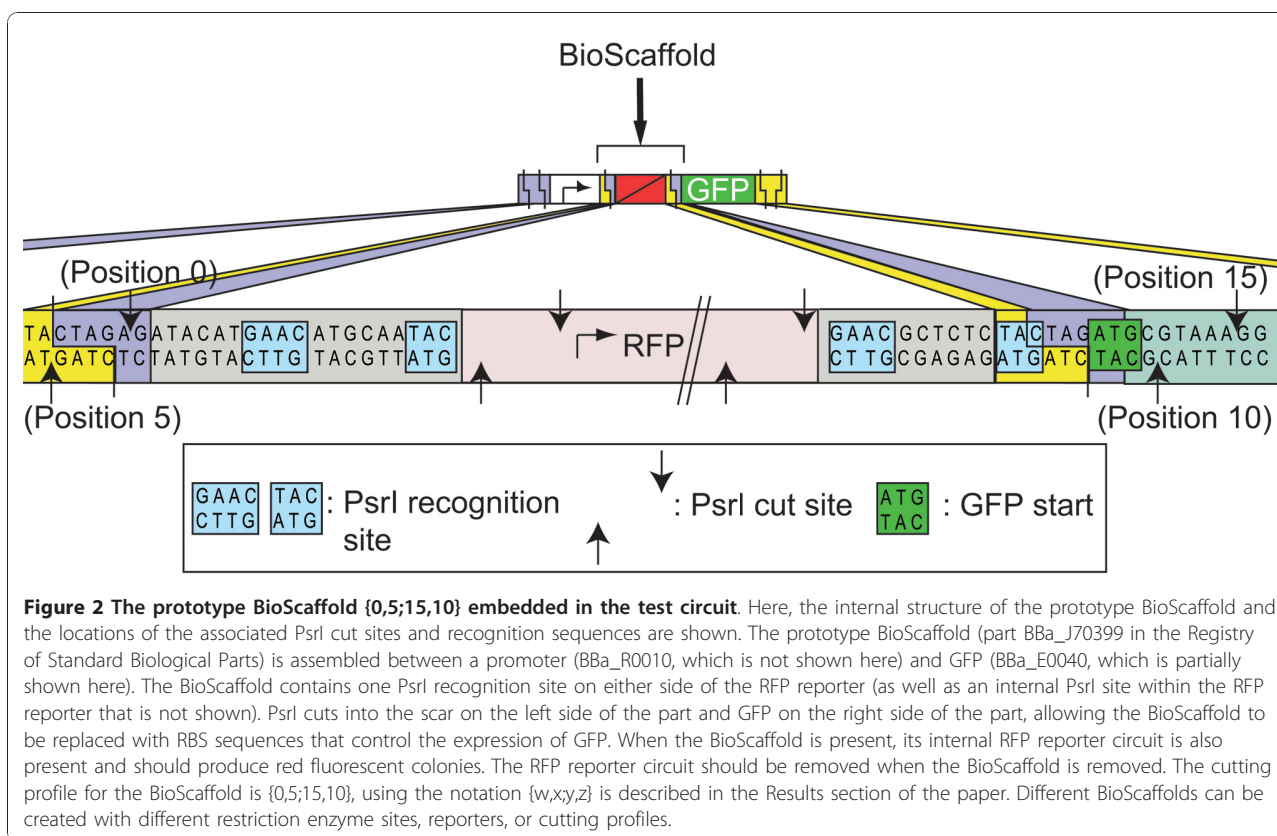 BioScaffold
GFP
(Position 0)
(Position 15)
TACTAGAGATACATGAACATGCAATAC
ATGATCTCTATGTACTTGTACGTTATG
RFP
GAACGCTCTCTACTAGATGCGTAAAGG
CTTGCGAGAGATGATCTACGCATTTCC
(Position 5)
(Position 10)
GAAC TAC : PsrI recognition
CTTG ATG site
: PsrI cut site
ATG : GFP start
TAC
Figure 2 The prototype BioScaffold {0,5;15,10} embedded in the test circuit. Here, the internal structure of the prototype BioScaffold and
the locations of the associated PsrI cut sites and recognition sequences are shown. The prototype BioScaffold (part BBa_J70399 in the Registry
of Standard Biological Parts) is assembled between a promoter (BBa_R0010, which is not shown here) and GFP (BBa_E0040, which is partially
shown here). The BioScaffold contains one PsrI recognition site on either side of the RFP reporter (as well as an internal PsrI site within the RFP
reporter that is not shown). PsrI cuts into the scar on the left side of the part and GFP on the right side of the part, allowing the BioScaffold to
be replaced with RBS sequences that control the expression of GFP. When the BioScaffold is present, its internal RFP reporter circuit is also
present and should produce red fluorescent colonies. The RFP reporter circuit should be removed when the BioScaffold is removed. The cutting
profile for the BioScaffold is {0,5;15,10}, using the notation {w,x;y,z} is described in the Results section of the paper. Different BioScaffolds can be
created with different restriction enzyme sites, reporters, or cutting profiles.